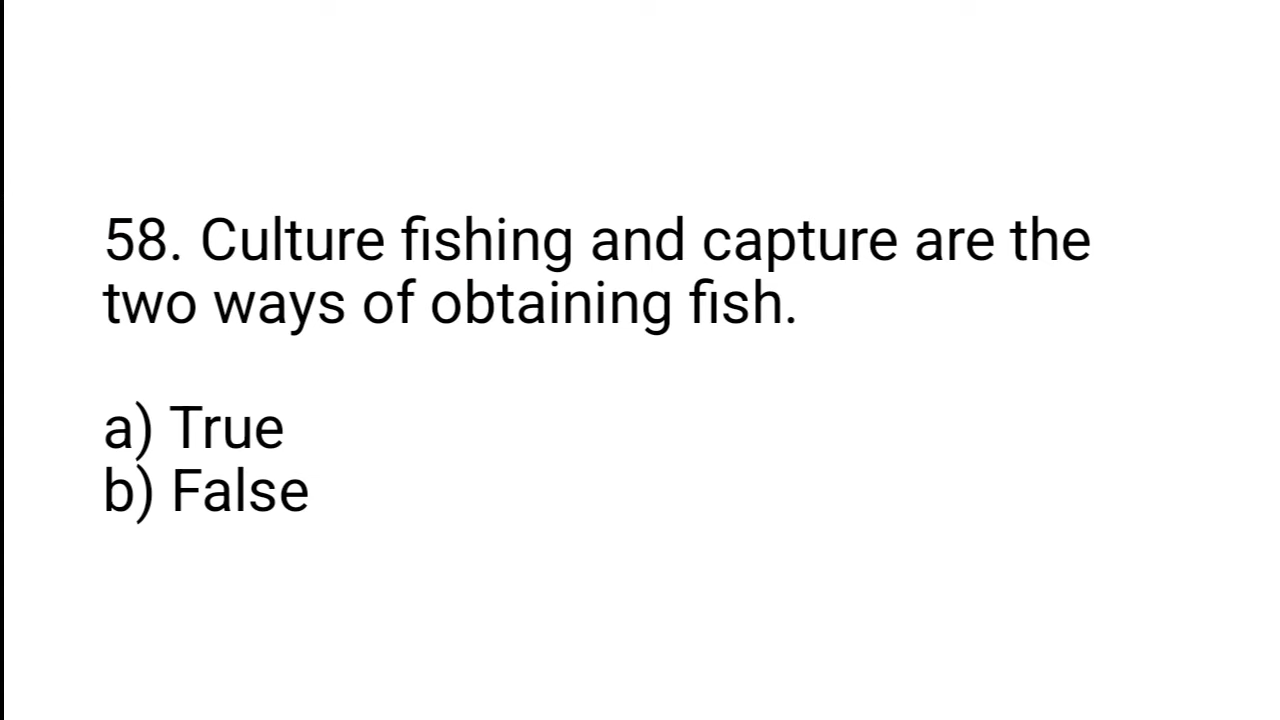 58. Culture fishing and capture are the
two ways of obtaining fish.
a) True
b) False